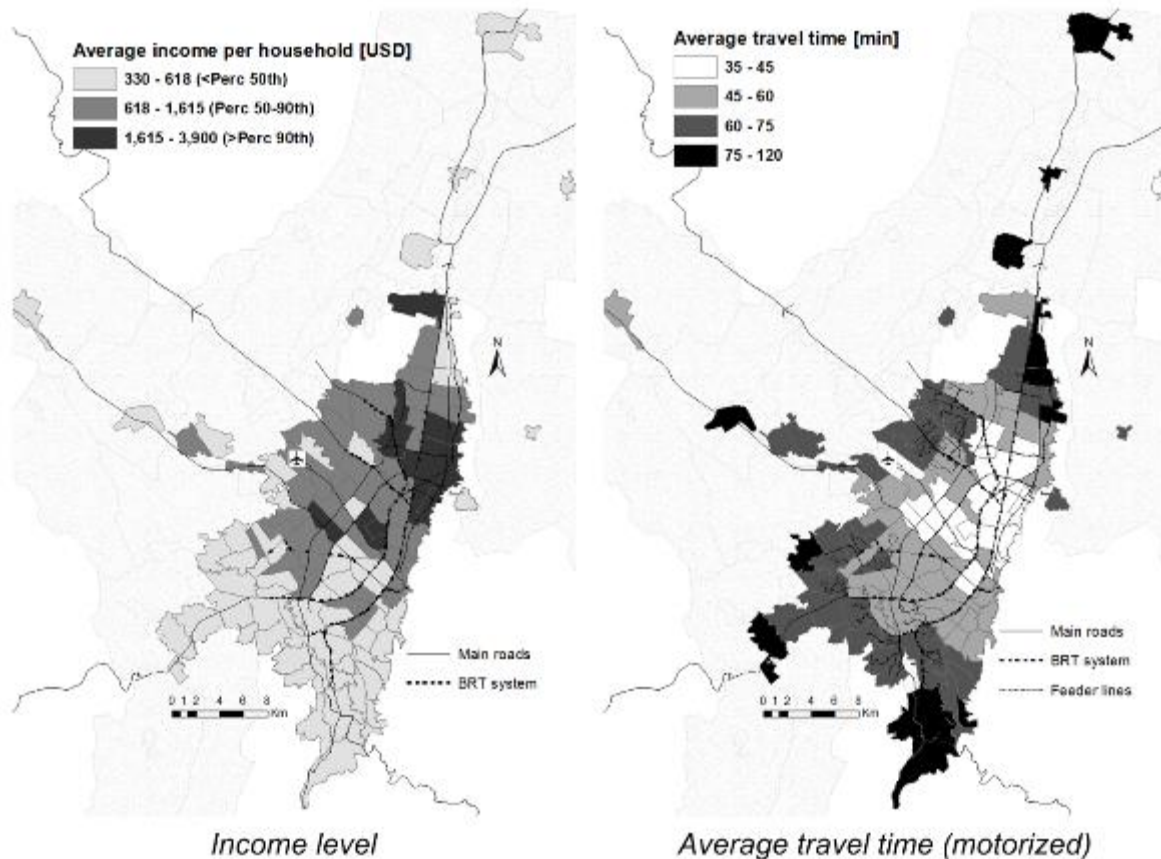 Average income per household [USD]
330 - 618 (<Perc 50th)
618 - 1,615 (Perc 50-90th)
1,615 - 3,900 (>Perc 90th)
N
Main roads
BRT system
0 1 2 4 6 8
Km
Income level
Average travel time [min]
35 - 45
45 - 60
60 - 75
75 - 120
N
Main roads
BRT system
Feeder lines
0 1 2 4 6 8
Km
Average travel time (motorized)